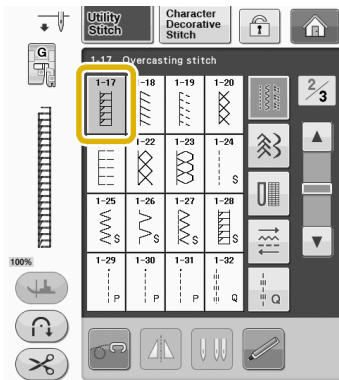 Utility
Stitch
Character
Decorative
Stitch
G
1-17 Overcasting stitch
1-17 1-18 1-19 1-20
2/3
1-22 1-23 1-24
S
1-25 1-26 1-27 1-28
S S S S
100%
1-29 1-30 1-31 1-32
P P P Q
Q